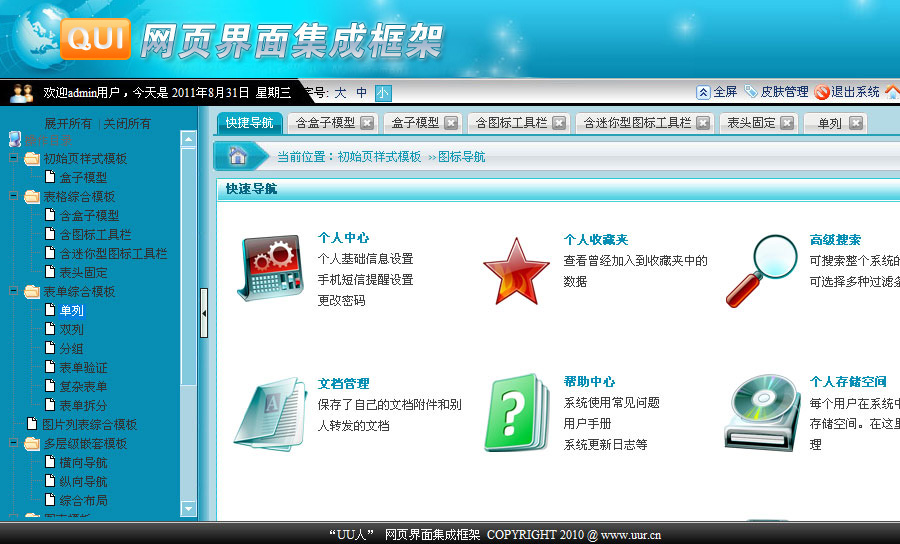 QUI 网页界面集成框架
欢迎admin用户，今天是 2011年8月31日 星期三 字号: 大 中 小 全屏 皮肤管理 退出系统
展开所有 | 关闭所有
初始页样式模板
盒子模型
表格综合模板
含盒子模型
含图标工具栏
含迷你型图标工具栏
表头固定
表单综合模板
单列
双列
分组
表单验证
复杂表单
表单拆分
图片列表综合模板
多层级嵌套模板
横向导航
纵向导航
综合布局
快捷导航 含盒子模型 盒子模型 含图标工具栏 含迷你型图标工具栏 表头固定 单列
当前位置：初始页样式模板 »图标导航
快速导航
个人中心
个人基础信息设置
手机短信提醒设置
更改密码
个人收藏夹
查看曾经加入到收藏夹中的
数据
高级搜索
可搜索整个系统的
可选择多种过滤条
文档管理
保存了自己的文档附件和别
人转发的文档
帮助中心
系统使用常见问题
用户手册
系统更新日志等
个人存储空间
每个用户在系统中
存储空间。在这里
理
“UU人” 网页界面集成框架 COPYRIGHT 2010 @ www.uur.cn